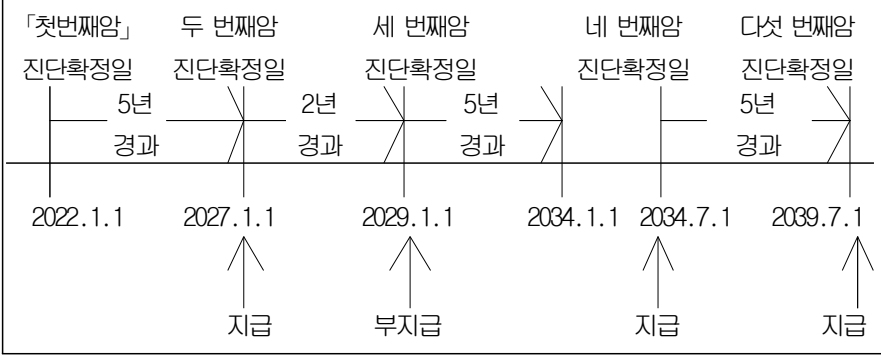 「첫번째암」 두 번째암 세 번째암 네 번째암 다섯 번째암
진단확정일 진단확정일 진단확정일 진단확정일 진단확정일
5년 2년 5년 5년
경과 경과 경과 경과
2022.1.1 2027.1.1 2029.1.1 2034.1.1 2034.7.1 2039.7.1
지급 부지급 지급 지급